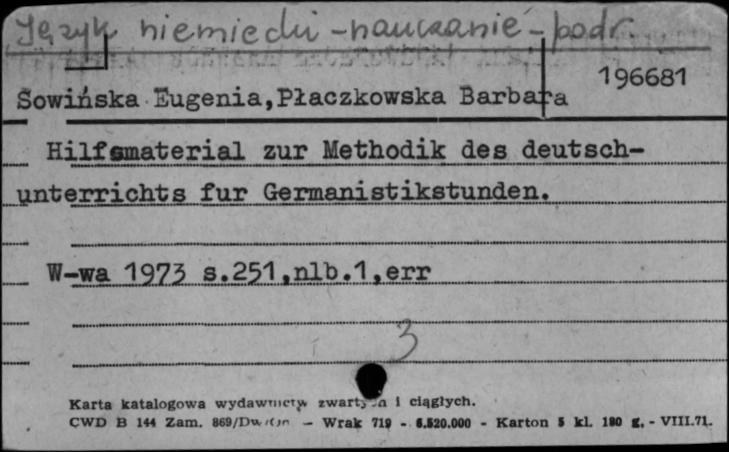 Język niemiecki - nauczanie - podr.
196681
Sowińska Eugenia,Płaczkowska Barbara
Hilfsmaterial zur Methodik des deutsch-
unterrichts fur Germanistikstunden.
W-wa 1973 s.251,nlb.1,err
3
Karta katalogowa wydawnictw zwartych i ciągłych.
CWD B 144 Zam. 869/Dw - Wrak 719 - 6.520.000 - Karton 5 kl. 180 g. - VIII.71.